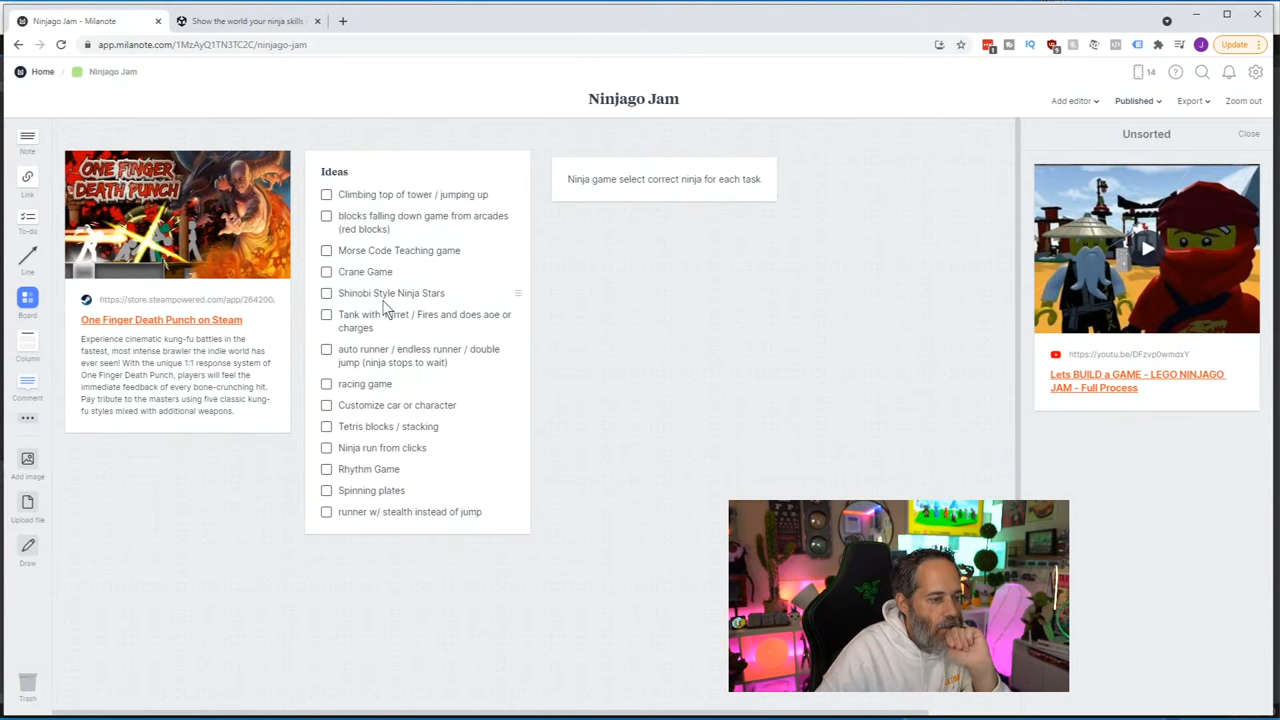 Ninjago Jam - Milanote
Show the world your ninja skills
app.milanote.com/1MzAyQ1TN3TC2C/ninjago-jam
Update
Home / Ninjago Jam
14
Ninjago Jam
Add editor
Published
Export
Zoom out
Note
Link
To-do
Line
Board
Column
Comment
Add image
Upload file
Draw
Trash
ONE FINGER
DEATH PUNCH
https://store.steampowered.com/app/264200/
One Finger Death Punch on Steam
Experience cinematic kung-fu battles in the
fastest, most intense brawler the indie world has
ever seen! With the unique 1:1 response system of
One Finger Death Punch, players will feel the
immediate feedback of every bone-crunching hit.
Pay tribute to the masters using five classic kung-
fu styles mixed with additional weapons.
Ideas
Climbing top of tower / jumping up
blocks falling down game from arcades
(red blocks)
Morse Code Teaching game
Crane Game
Shinobi Style Ninja Stars
Tank with turret / Fires and does aoe or
charges
auto runner / endless runner / double
jump (ninja stops to wait)
racing game
Customize car or character
Tetris blocks / stacking
Ninja run from clicks
Rhythm Game
Spinning plates
runner w/ stealth instead of jump
Ninja game select correct ninja for each task
Unsorted
Close
https://youtu.be/DFzvp0wmdxY
Lets BUILD a GAME - LEGO NINJAGO
JAM - Full Process